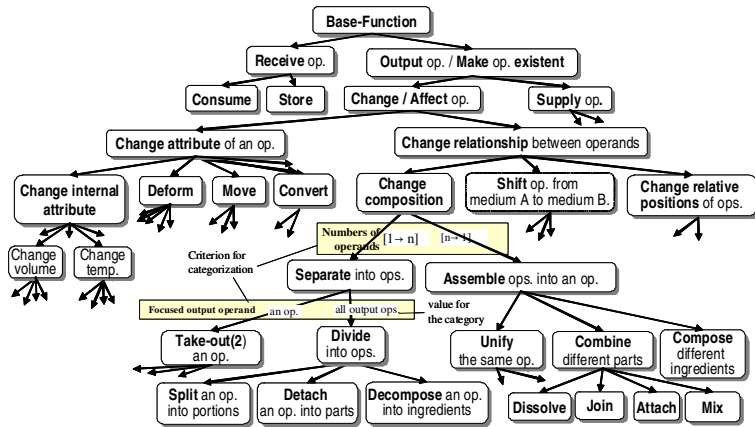 Base-Function
Receive op.
Output op. / Make op. existent
Consume
Store
Change / Affect op.
Supply op.
Change attribute of an op.
Change relationship between operands
Change internal
attribute
Deform
Move
Convert
Change
composition
Shift op. from
medium A to medium B.
Change relative
positions of ops.
Numbers of
operands
[1→ n]
[n→ 1]
Change
volume
Change
temp.
Criterion for
categorization
Separate into ops.
Assemble ops. into an op.
Focused output operand
an op.
all output ops.
value for
the category
Take-out(2)
an op.
Divide
into ops.
Unify
the same op.
Combine
different parts
Compose
different
ingredients
Split an op.
into portions
Detach
an op. into parts
Decompose an op.
into ingredients
Dissolve
Join
Attach
Mix